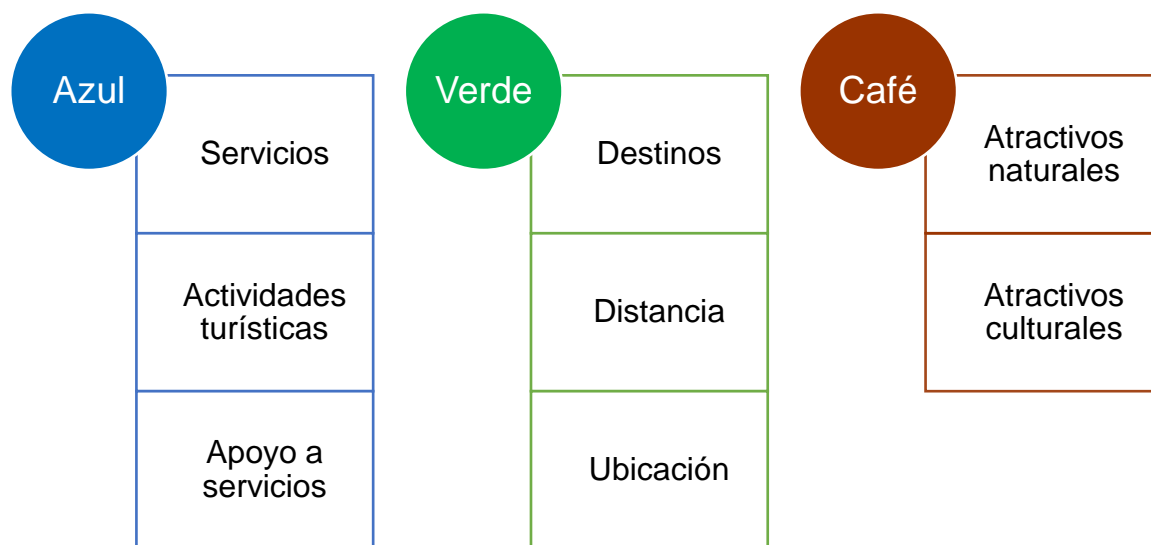 Azul
Servicios
Actividades
turísticas
Apoyo a
servicios
Verde
Destinos
Distancia
Ubicación
Café
Atractivos
naturales
Atractivos
culturales